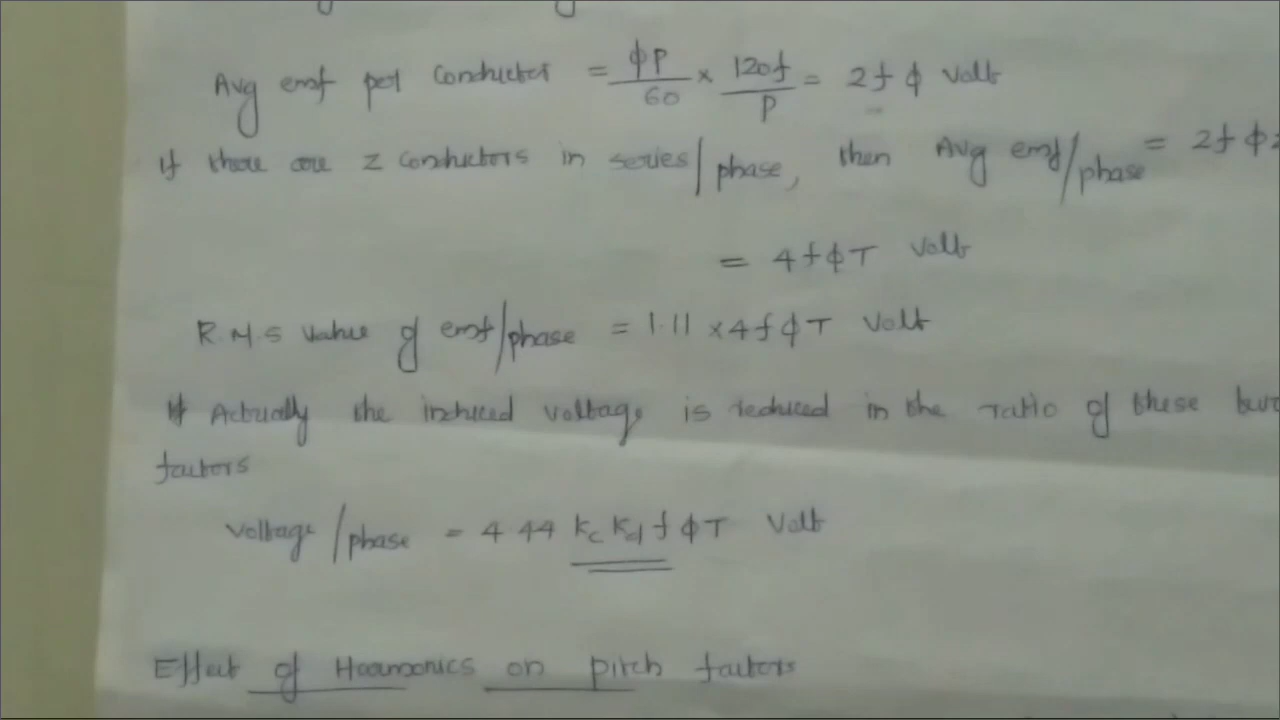 Avg emf per conductor = ϕP/60 × 120f/P = 2fϕ volt
If there are Z conductors in series/phase, then Avg emf/phase = 2fϕz
= 4fϕT Volt
R.M.S value of emf/phase = 1.11 × 4fϕT Volt
Actually the induced voltage is reduced in the ratio of these two
factors
Voltage/phase = 4.44 Kc Kd f ϕT Volt
Effect of Harmonics on pitch factors